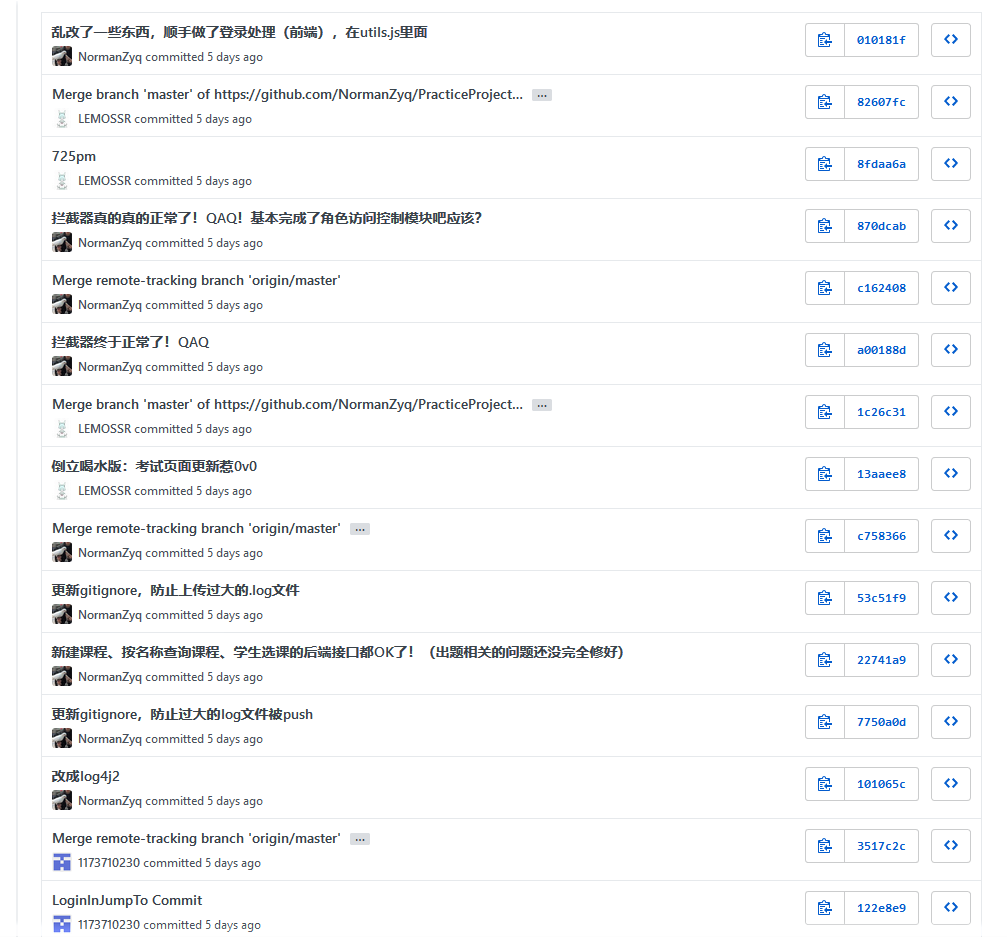 乱改了一些东西，顺手做了登录处理（前端），在utils.js里面
010181f
NormanZyq committed 5 days ago
Merge branch 'master' of https://github.com/NormanZyq/PracticeProject... ...
82607fc
LEMOSSR committed 5 days ago
725pm
8fdaa6a
LEMOSSR committed 5 days ago
拦截器真的真的正常了！QAQ！基本完成了角色访问控制模块吧应该？
870dcab
NormanZyq committed 5 days ago
Merge remote-tracking branch 'origin/master'
c162408
NormanZyq committed 5 days ago
拦截器终于正常了！QAQ
a00188d
NormanZyq committed 5 days ago
Merge branch 'master' of https://github.com/NormanZyq/PracticeProject... ...
1c26c31
LEMOSSR committed 5 days ago
倒立喝水版：考试页面更新惹0v0
13aaee8
LEMOSSR committed 5 days ago
Merge remote-tracking branch 'origin/master' ...
c758366
NormanZyq committed 5 days ago
更新gitignore，防止上传过大的.log文件
53c51f9
NormanZyq committed 5 days ago
新建课程、按名称查询课程、学生选课的后端接口都OK了！（出题相关的问题还没完全修好）
22741a9
NormanZyq committed 5 days ago
更新gitignore，防止过大的log文件被push
7750a0d
NormanZyq committed 5 days ago
改成log4j2
101065c
NormanZyq committed 5 days ago
Merge remote-tracking branch 'origin/master' ...
3517c2c
1173710230 committed 5 days ago
LoginInJumpTo Commit
122e8e9
1173710230 committed 5 days ago